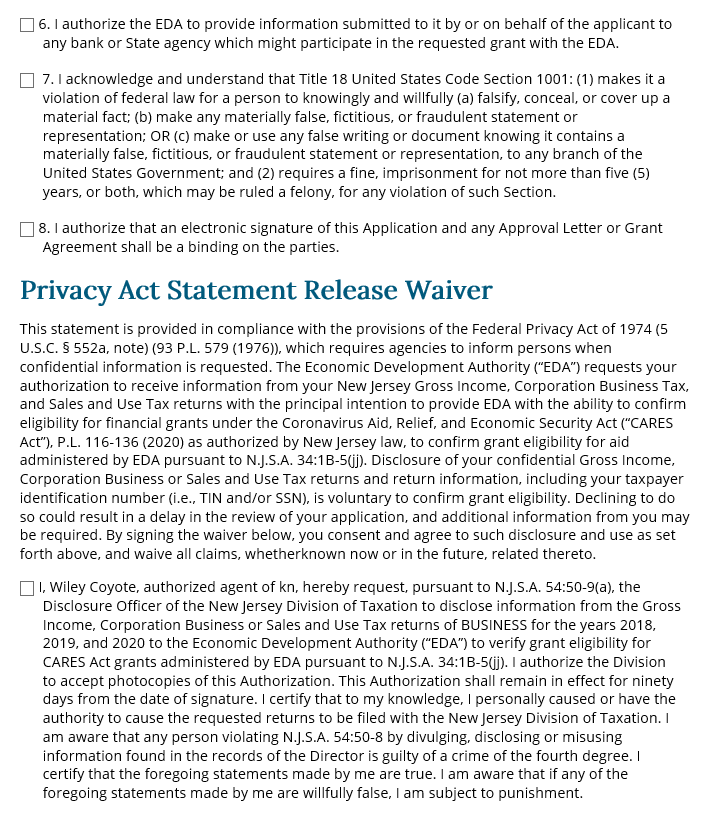 6. I authorize the EDA to provide information submitted to it by or on behalf of the applicant to
any bank or State agency which might participate in the requested grant with the EDA.
7. I acknowledge and understand that Title 18 United States Code Section 1001: (1) makes it a
violation of federal law for a person to knowingly and willfully (a) falsify, conceal, or cover up a
material fact; (b) make any materially false, fictitious, or fraudulent statement or
representation; OR (c) make or use any false writing or document knowing it contains a
materially false, fictitious, or fraudulent statement or representation, to any branch of the
United States Government; and (2) requires a fine, imprisonment for not more than five (5)
years, or both, which may be ruled a felony, for any violation of such Section.
8. I authorize that an electronic signature of this Application and any Approval Letter or Grant
Agreement shall be a binding on the parties.
Privacy Act Statement Release Waiver
This statement is provided in compliance with the provisions of the Federal Privacy Act of 1974 (5
U.S.C. § 552a, note) (93 P.L. 579 (1976)), which requires agencies to inform persons when
confidential information is requested. The Economic Development Authority (“EDA”) requests your
authorization to receive information from your New Jersey Gross Income, Corporation Business Tax,
and Sales and Use Tax returns with the principal intention to provide EDA with the ability to confirm
eligibility for financial grants under the Coronavirus Aid, Relief, and Economic Security Act (“CARES
Act”), P.L. 116-136 (2020) as authorized by New Jersey law, to confirm grant eligibility for aid
administered by EDA pursuant to N.J.S.A. 34:1B-5(jj). Disclosure of your confidential Gross Income,
Corporation Business or Sales and Use Tax returns and return information, including your taxpayer
identification number (i.e., TIN and/or SSN), is voluntary to confirm grant eligibility. Declining to do
so could result in a delay in the review of your application, and additional information from you may
be required. By signing the waiver below, you consent and agree to such disclosure and use as set
forth above, and waive all claims, whetherknown now or in the future, related thereto.
I, Wiley Coyote, authorized agent of kn, hereby request, pursuant to N.J.S.A. 54:50-9(a), the
Disclosure Officer of the New Jersey Division of Taxation to disclose information from the Gross
Income, Corporation Business or Sales and Use Tax returns of BUSINESS for the years 2018,
2019, and 2020 to the Economic Development Authority (“EDA”) to verify grant eligibility for
CARES Act grants administered by EDA pursuant to N.J.S.A. 34:1B-5(jj). I authorize the Division
to accept photocopies of this Authorization. This Authorization shall remain in effect for ninety
days from the date of signature. I certify that to my knowledge, I personally caused or have the
authority to cause the requested returns to be filed with the New Jersey Division of Taxation. I
am aware that any person violating N.J.S.A. 54:50-8 by divulging, disclosing or misusing
information found in the records of the Director is guilty of a crime of the fourth degree. I
certify that the foregoing statements made by me are true. I am aware that if any of the
foregoing statements made by me are willfully false, I am subject to punishment.